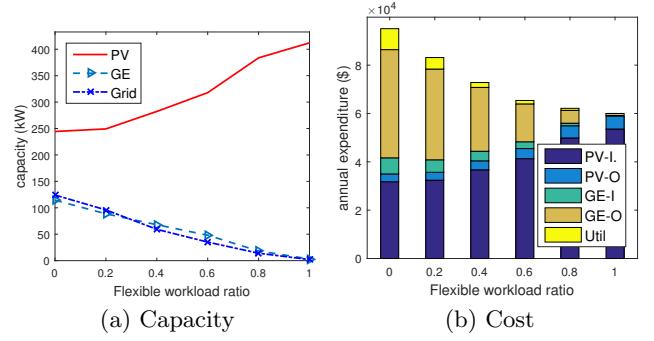 PV
GE
Grid
400
350
300
250
200
150
100
50
0
capacity (kW)
0 0.2 0.4 0.6 0.8 1
Flexible workload ratio
(a) Capacity
×10⁴
8
6
4
2
0
annual expenditure ($)
PV-I.
PV-O
GE-I
GE-O
Util
0 0.2 0.4 0.6 0.8 1
Flexible workload ratio
(b) Cost